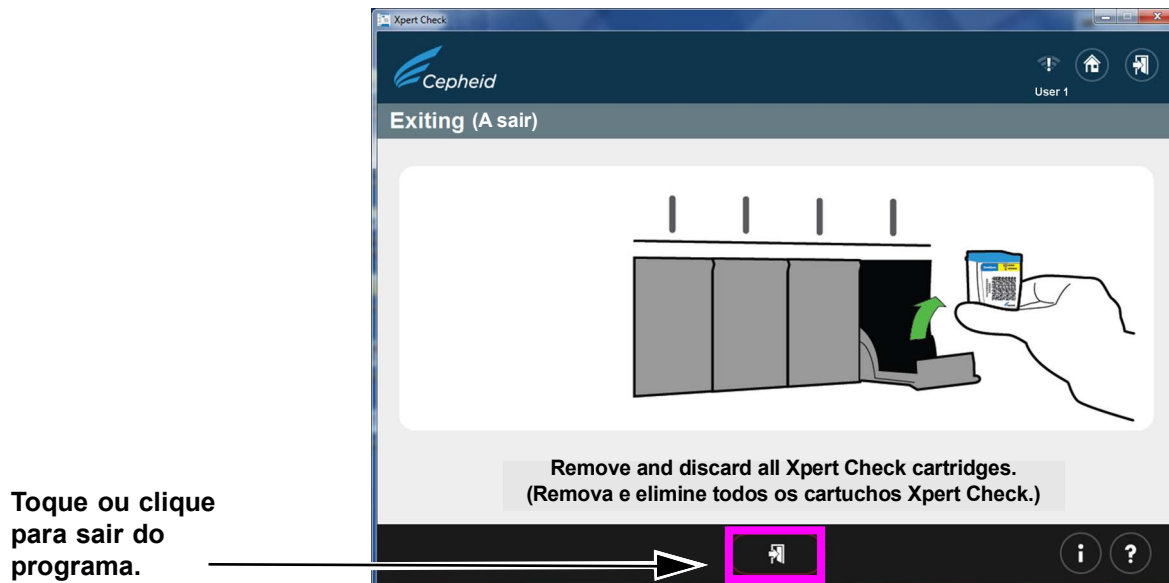 Xpert Check
Cepheid
User 1
Exiting (A sair)
Remove and discard all Xpert Check cartridges.
(Remova e elimine todos os cartuchos Xpert Check.)
Toque ou clique
para sair do
programa.
i ?